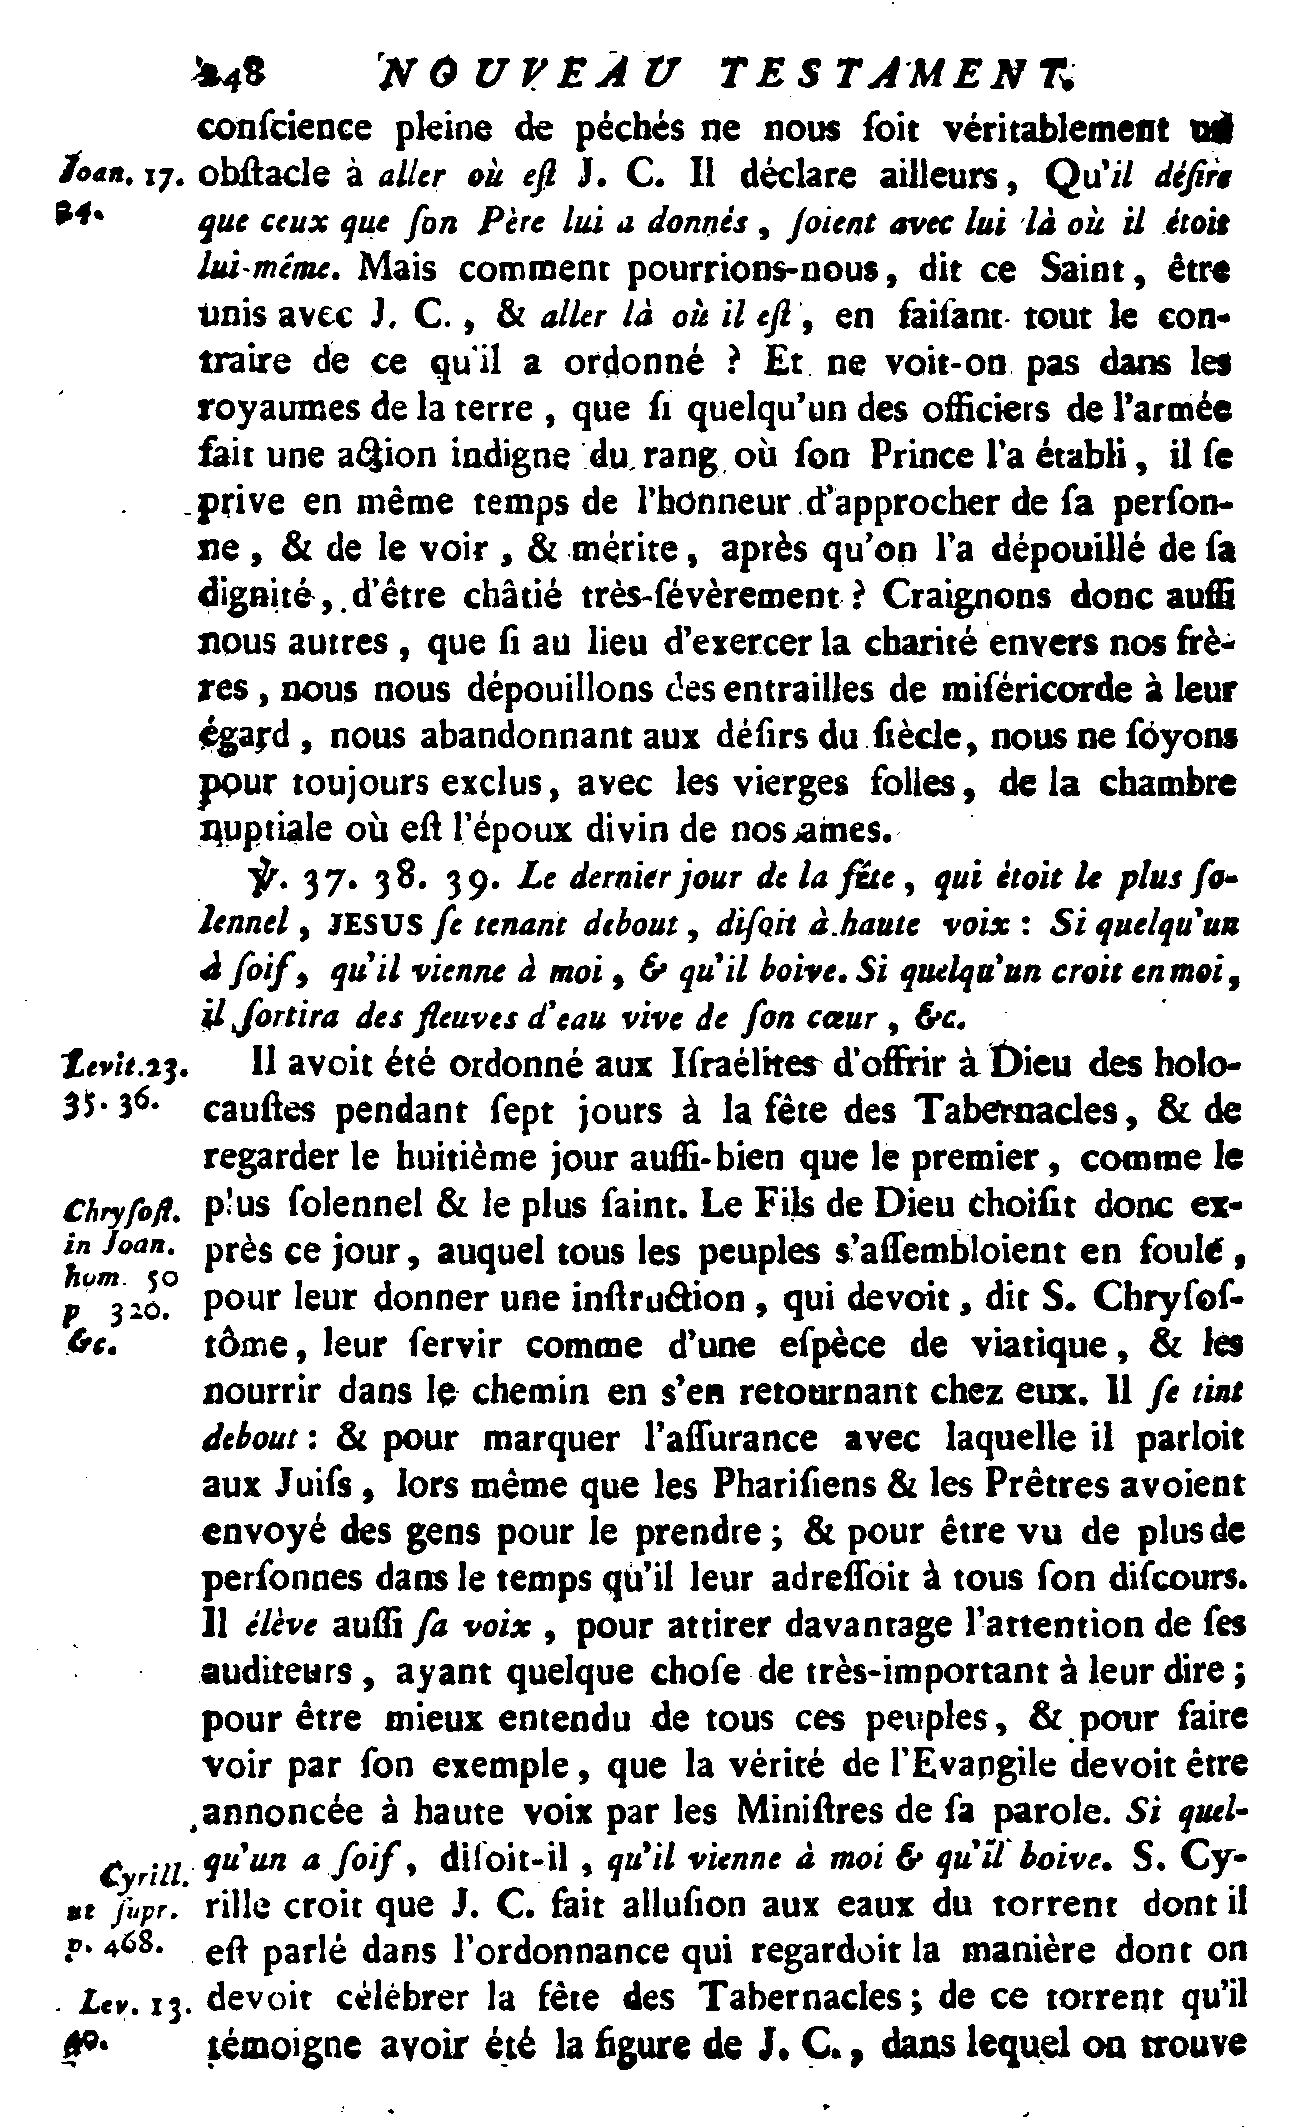 248 NOUVEAU TESTAMENT.
conſcience pleine de péchés ne nous ſoit véritablement un
Joan. 17. obſtacle à aller où eſt J. C. Il déclare ailleurs, Qu'il déſire
24. que ceux que ſon Père lui a donnés, ſoient avec lui là où il étoit
lui-même. Mais comment pourrions-nous, dit ce Saint, être
unis avec J. C., & aller là où il eſt, en faiſant tout le con-
traire de ce qu'il a ordonné ? Et ne voit-on pas dans les
royaumes de la terre, que ſi quelqu'un des officiers de l'armée
fait une action indigne du rang où ſon Prince l'a établi, il ſe
prive en même temps de l'honneur d'approcher de ſa perſon-
ne, & de le voir, & mérite, après qu'on l'a dépouillé de ſa
dignité, d'être châtié très-ſévèrement ? Craignons donc auſſi
nous autres, que ſi au lieu d'exercer la charité envers nos frè-
res, nous nous dépouillons des entrailles de miſéricorde à leur
égard, nous abandonnant aux déſirs du ſiècle, nous ne ſoyons
pour toujours exclus, avec les vierges folles, de la chambre
nuptiale où eſt l'époux divin de nos ames.
℣. 37. 38. 39. Le dernier jour de la fête, qui étoit le plus ſo-
lennel, JESUS ſe tenant debout, diſoit à haute voix : Si quelqu'un
a ſoif, qu'il vienne à moi, & qu'il boive. Si quelqu'un croit en moi,
il ſortira des fleuves d'eau vive de ſon cœur, &c.
Levit.23. Il avoit été ordonné aux Iſraélites d'offrir à Dieu des holo-
35. 36. cauſtes pendant ſept jours à la fête des Tabernacles, & de
regarder le huitième jour auſſi-bien que le premier, comme le
Chryſoſt. plus ſolennel & le plus ſaint. Le Fils de Dieu choiſit donc ex-
in Joan. près ce jour, auquel tous les peuples s'aſſembloient en foule,
hom. 50
p 320. pour leur donner une inſtruction, qui devoit, dit S. Chryſoſ-
&c. tôme, leur ſervir comme d'une eſpèce de viatique, & les
nourrir dans le chemin en s'en retournant chez eux. Il ſe tint
debout : & pour marquer l'aſſurance avec laquelle il parloit
aux Juifs, lors même que les Phariſiens & les Prêtres avoient
envoyé des gens pour le prendre ; & pour être vu de plus de
perſonnes dans le temps qu'il leur adreſſoit à tous ſon diſcours.
Il élève auſſi ſa voix, pour attirer davantage l'attention de ſes
auditeurs, ayant quelque choſe de très-important à leur dire ;
pour être mieux entendu de tous ces peuples, & pour faire
voir par ſon exemple, que la vérité de l'Evangile devoit être
annoncée à haute voix par les Miniſtres de ſa parole. Si quel-
Cyrill. qu'un a ſoif, diſoit-il, qu'il vienne à moi & qu'il boive. S. Cy-
ut ſupr. rille croit que J. C. fait alluſion aux eaux du torrent dont il
p. 468. eſt parlé dans l'ordonnance qui regardoit la manière dont on
Lev. 13. devoit célébrer la fête des Tabernacles ; de ce torrent qu'il
40. témoigne avoir été la figure de J. C., dans lequel on trouve